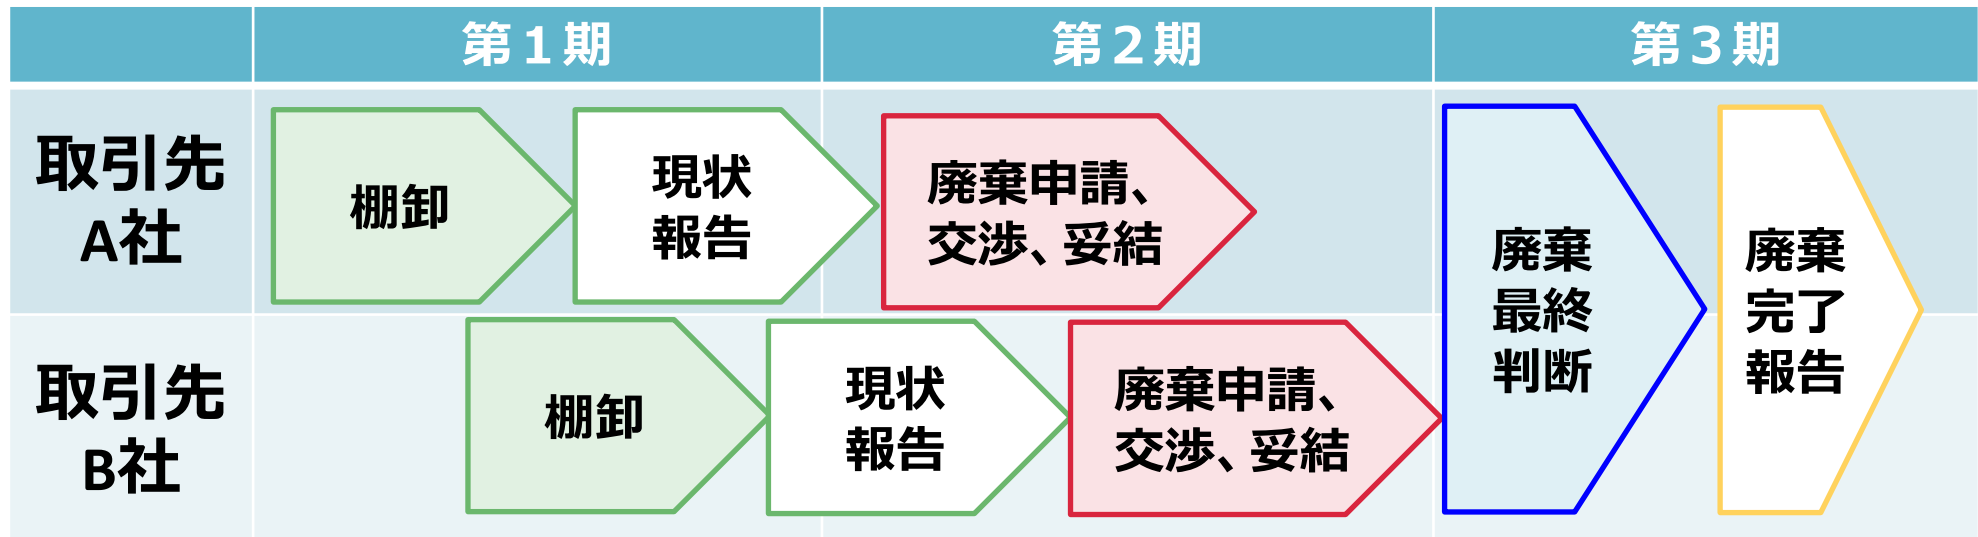 第１期
第２期
第３期
取引先
A社
棚卸
現状
報告
廃棄申請、
交渉、妥結
取引先
B社
棚卸
現状
報告
廃棄申請、
交渉、妥結
廃棄
最終
判断
廃棄
完了
報告